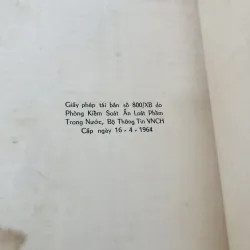 Giấy phép tái bản số 800/XB do
Phòng Kiểm Soát Ấn Loát Phẩm
Trong Nước, Bộ Thông Tin VNCH
Cấp ngày 16 - 4 - 1964